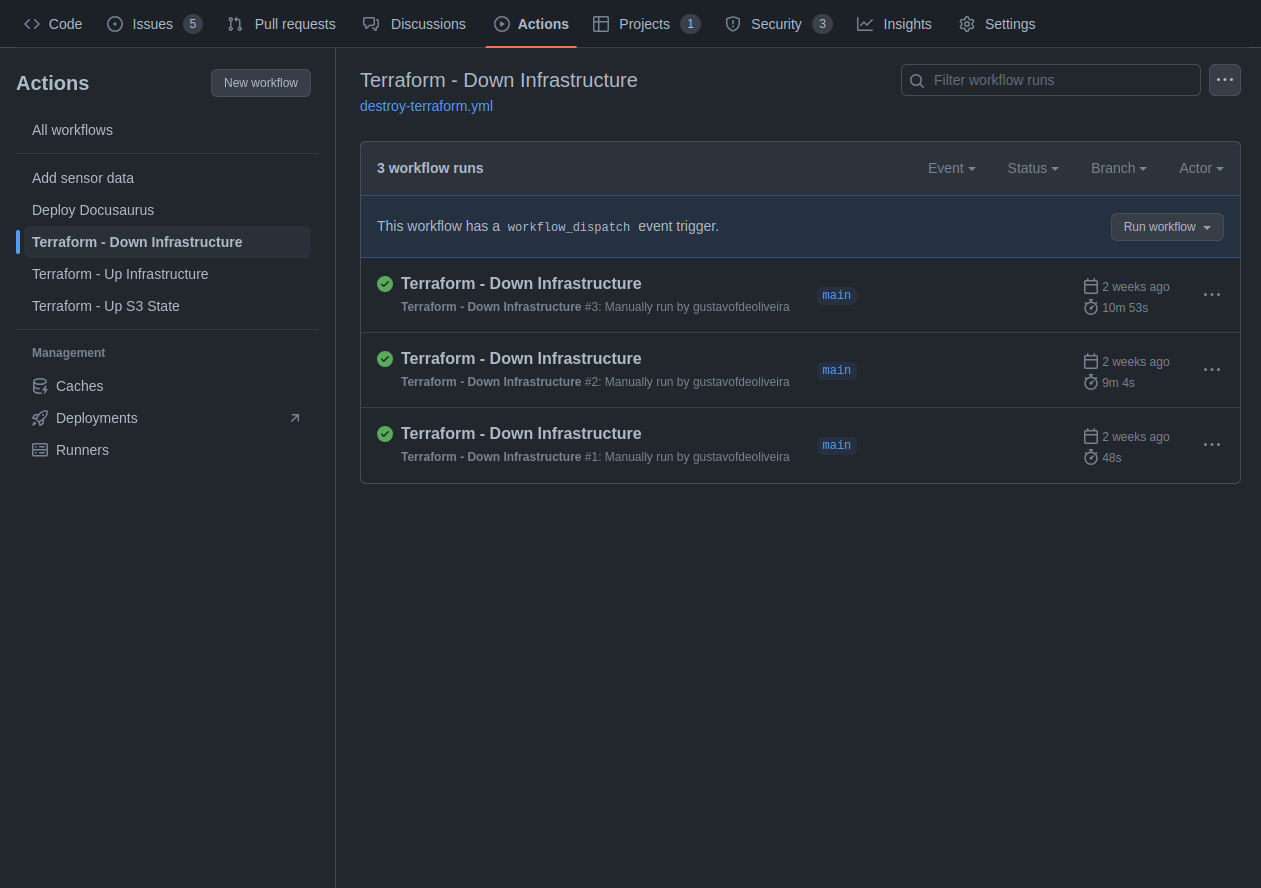 Code Issues 5 Pull requests Discussions Actions Projects 1 Security 3 Insights Settings
Actions New workflow
All workflows
Add sensor data
Deploy Docusaurus
Terraform - Down Infrastructure
Terraform - Up Infrastructure
Terraform - Up S3 State
Management
Caches
Deployments
Runners
Terraform - Down Infrastructure
destroy-terraform.yml
Filter workflow runs
3 workflow runs Event Status Branch Actor
This workflow has a workflow_dispatch event trigger. Run workflow
Terraform - Down Infrastructure
Terraform - Down Infrastructure #3: Manually run by gustavofdeoliveira
main
2 weeks ago
10m 53s
Terraform - Down Infrastructure
Terraform - Down Infrastructure #2: Manually run by gustavofdeoliveira
main
2 weeks ago
9m 4s
Terraform - Down Infrastructure
Terraform - Down Infrastructure #1: Manually run by gustavofdeoliveira
main
2 weeks ago
48s